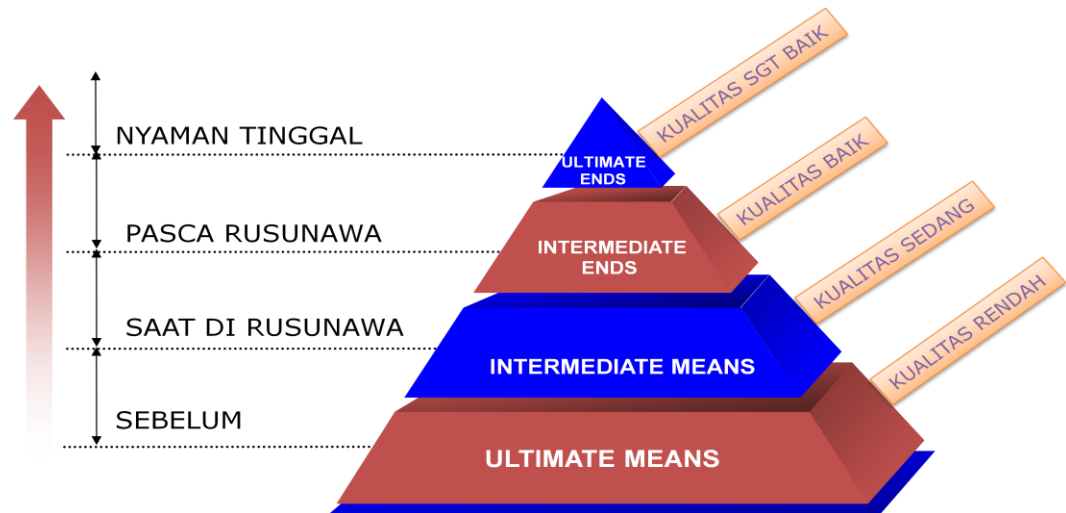 NYAMAN TINGGAL
PASCA RUSUNAWA
SAAT DI RUSUNAWA
SEBELUM
ULTIMATE
ENDS
INTERMEDIATE
ENDS
INTERMEDIATE MEANS
ULTIMATE MEANS
KUALITAS SGT BAIK
KUALITAS BAIK
KUALITAS SEDANG
KUALITAS RENDAH